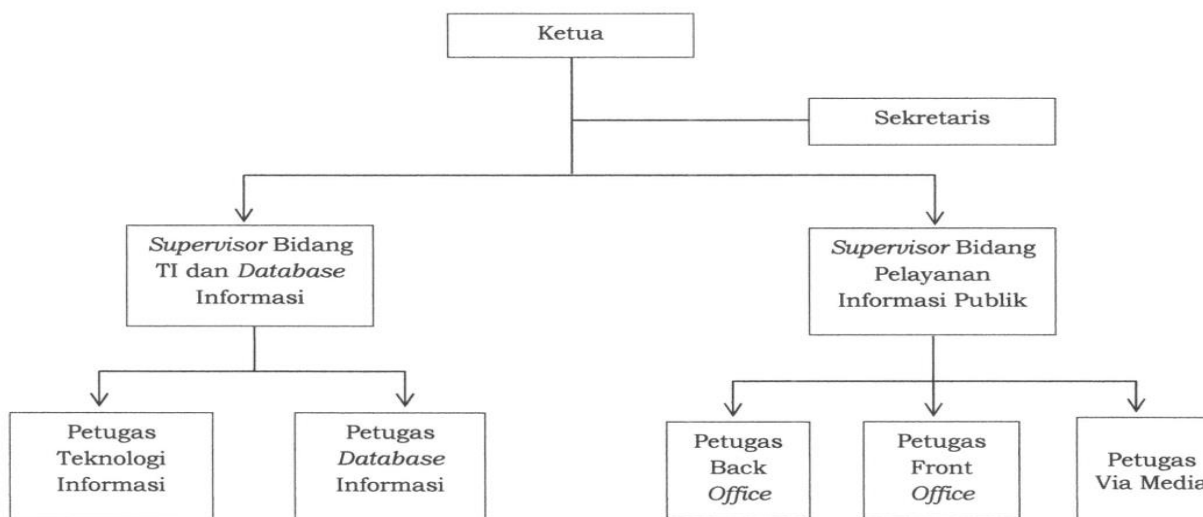 Ketua
Sekretaris
Supervisor Bidang
TI dan Database
Informasi
Supervisor Bidang
Pelayanan
Informasi Publik
Petugas
Teknologi
Informasi
Petugas
Database
Informasi
Petugas
Back
Office
Petugas
Front
Office
Petugas
Via Media